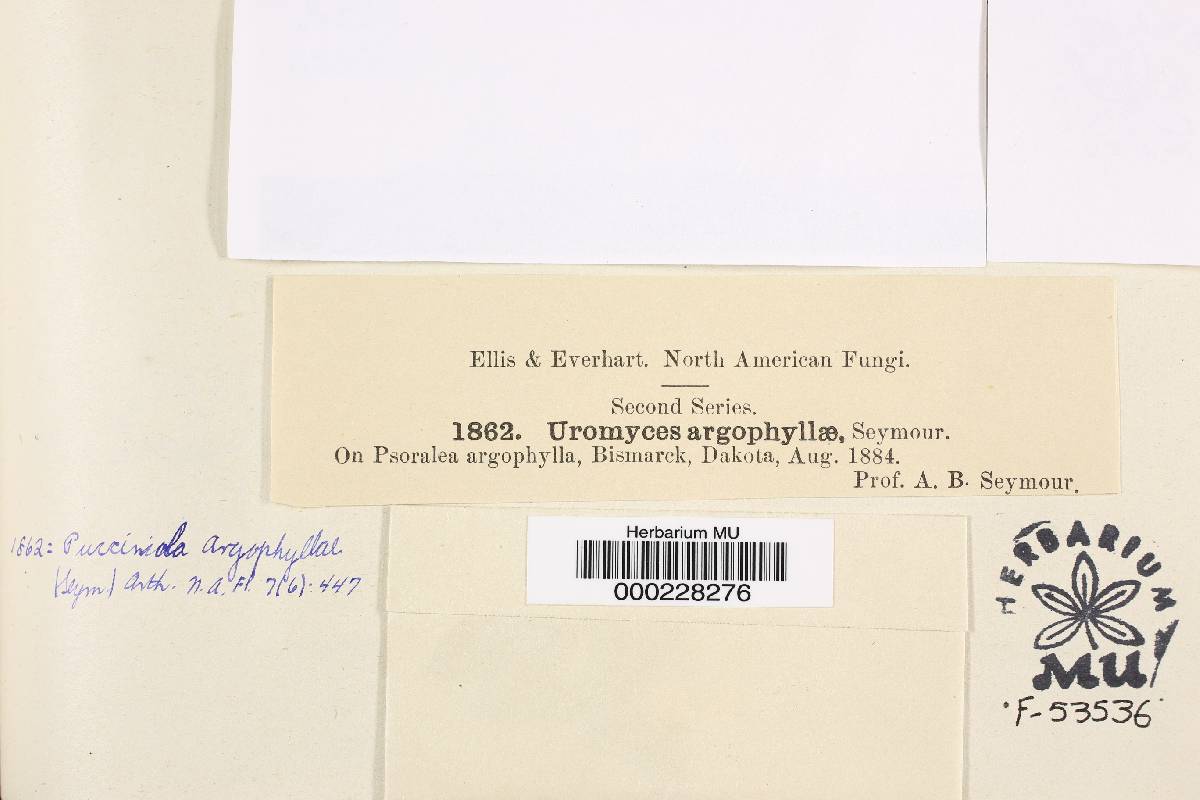 Ellis & Everhart. North American Fungi.
Second Series.
1862. Uromyces argophyllæ, Seymour.
On Psoralea argophylla, Bismarck, Dakota, Aug. 1884.
Prof. A. B. Seymour.
1862 = Pucciniola Argophyllae
(Seym.) Arth. N. A. Fl. 7(6): 447
Herbarium MU
000228276
HERBARIUM
MU
F-53536